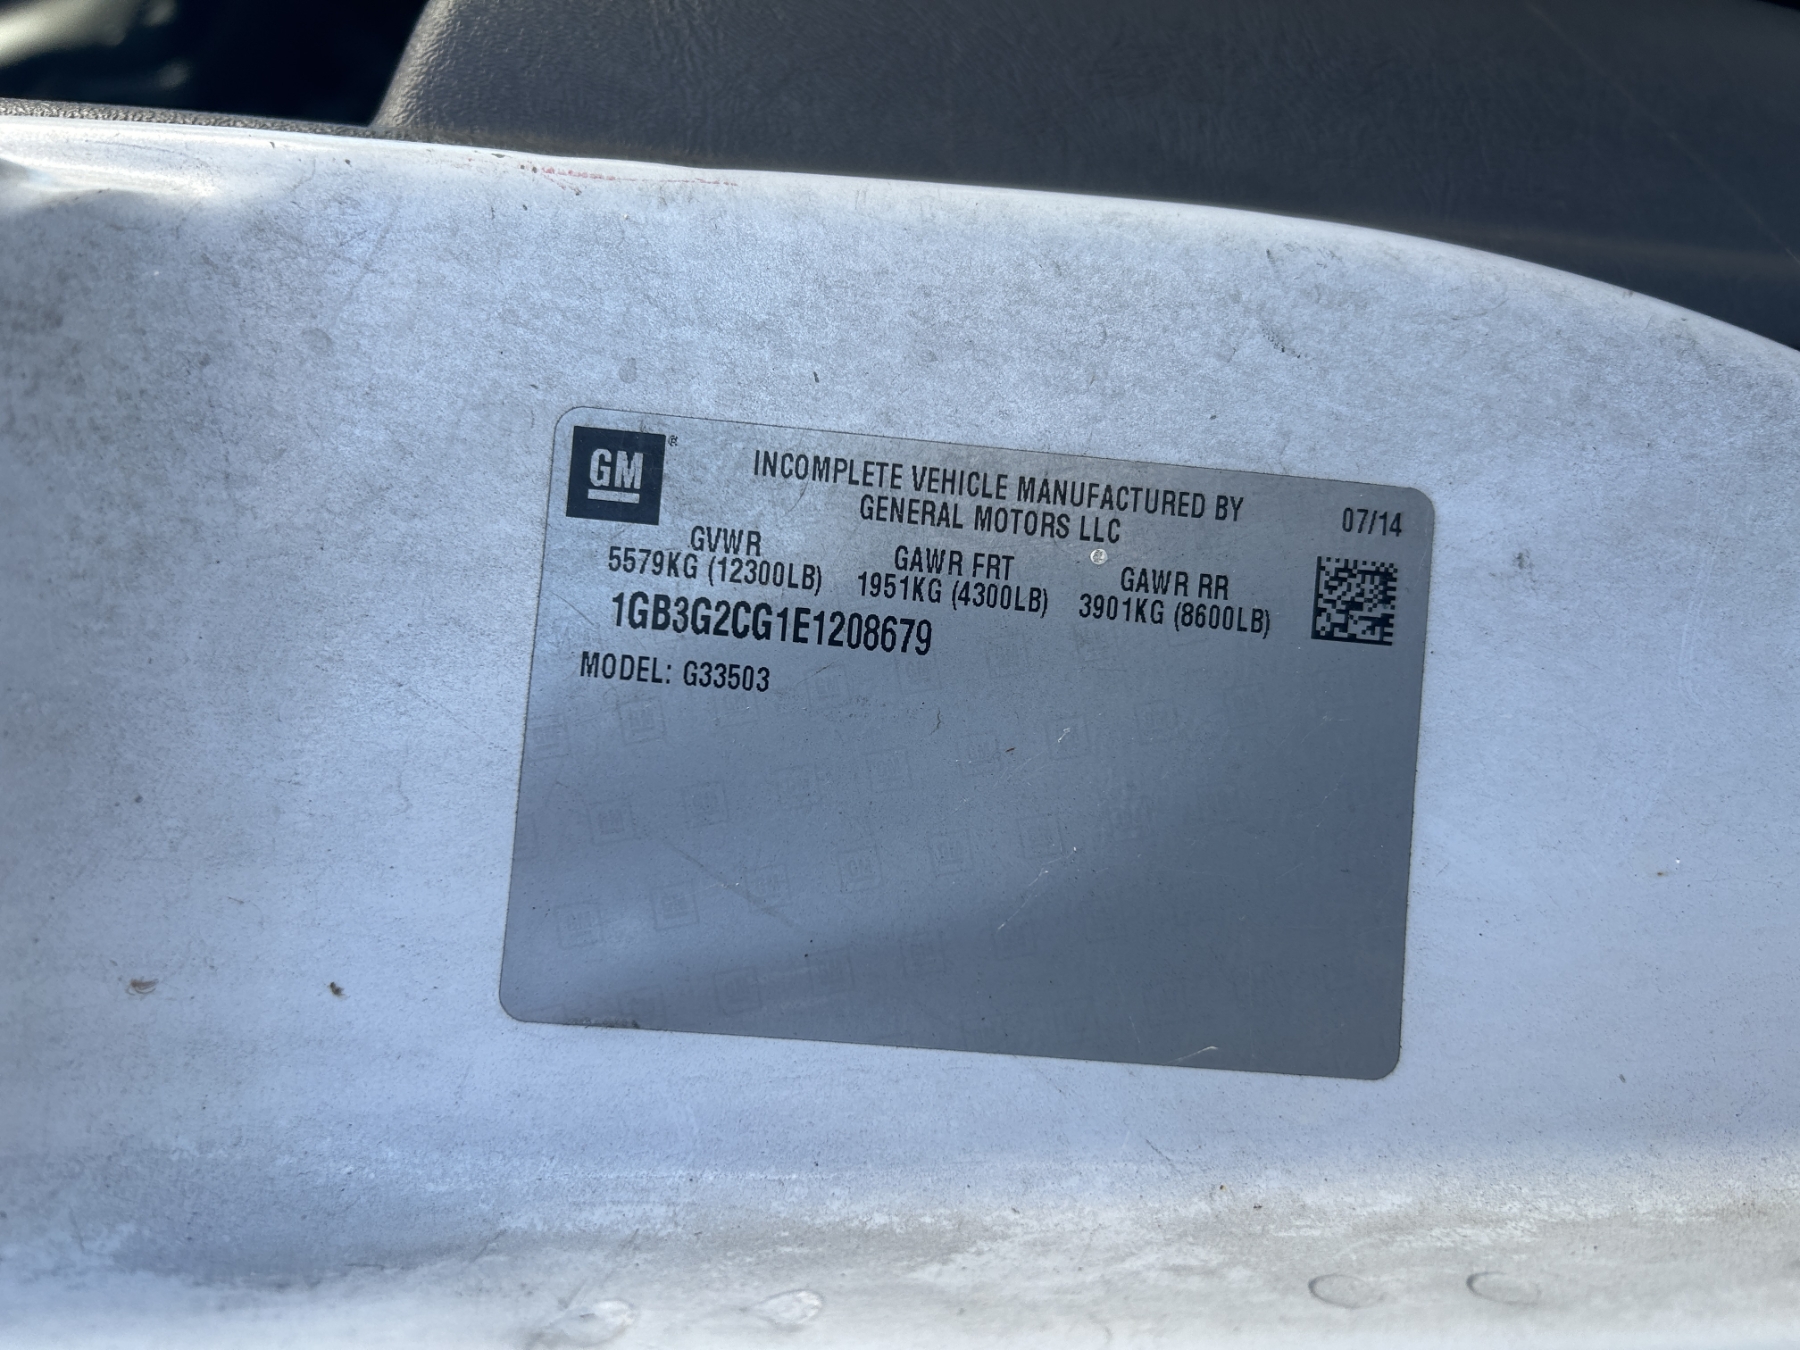 GM
®
INCOMPLETE VEHICLE MANUFACTURED BY
GENERAL MOTORS LLC
07/14
GVWR GAWR FRT GAWR RR
5579KG (12300LB) 1951KG (4300LB) 3901KG (8600LB)
1GB3G2CG1E1208679
MODEL: G33503